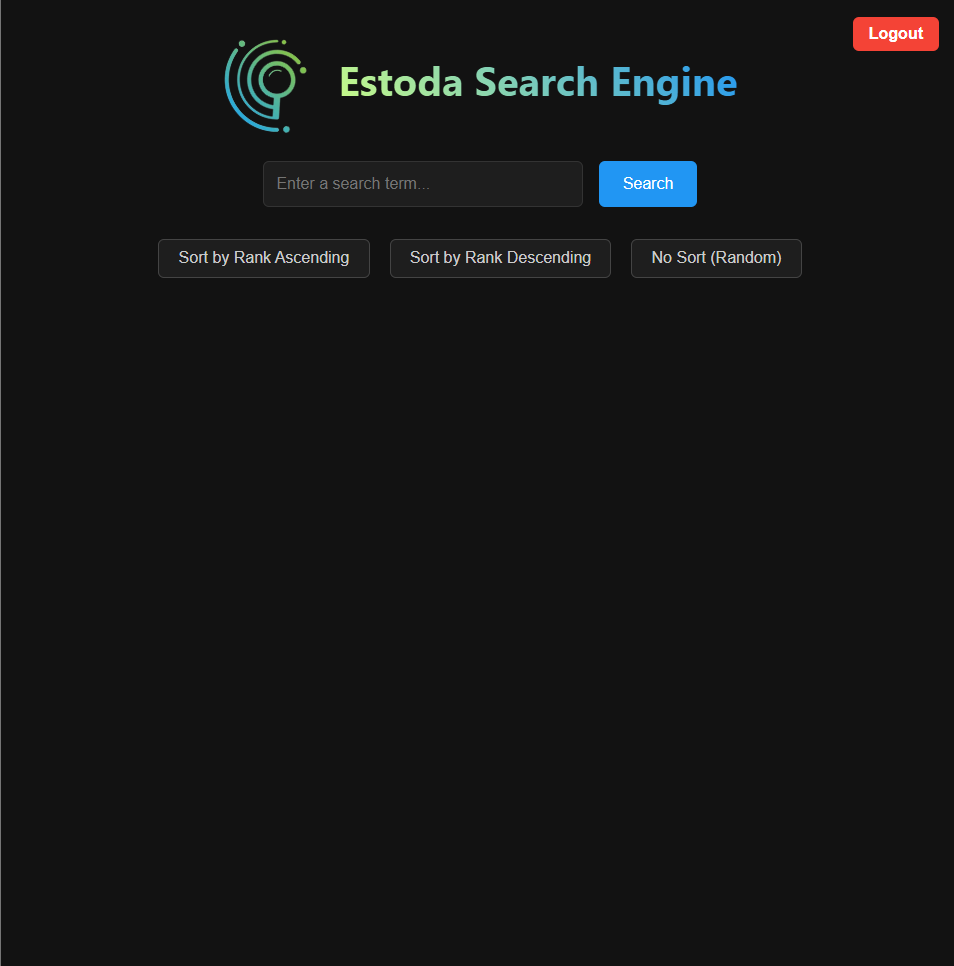 Logout
Estoda Search Engine
Enter a search term...
Search
Sort by Rank Ascending
Sort by Rank Descending
No Sort (Random)